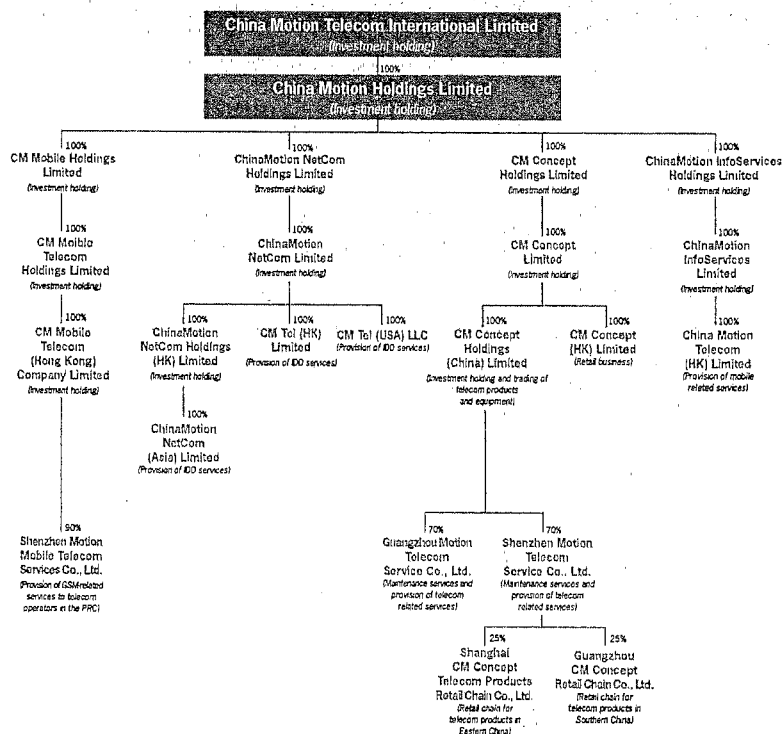 China Motion Telecom International Limited
(Investment holding)
100%
China Motion Holdings Limited
(Investment holding)
100%
CM Mobile Holdings
Limited
(Investment holding)
100%
ChinaMotion NetCom
Holdings Limited
(Investment holding)
100%
CM Concept
Holdings Limited
(Investment holding)
100%
ChinaMotion InfoServices
Holdings Limited
(Investment holding)
100%
CM Moible
Telecom
Holdings Limited
(Investment holding)
100%
ChinaMotion
NetCom Limited
(Investment holding)
100%
CM Concept
Limited
(Investment holding)
100%
ChinaMotion
InfoServices
Limited
(Investment holding)
100%
CM Mobile
Telecom
(Hong Kong)
Company Limited
(Investment holding)
100%
ChinaMotion
NetCom Holdings
(HK) Limited
(Investment holding)
100%
CM Tel (HK)
Limited
(Provision of IDD services)
100%
CM Tel (USA) LLC
(Provision of IDD services)
100%
CM Concept
Holdings
(China) Limited
(Investment holding and trading of
telecom products
and equipment)
100%
CM Concept
(HK) Limited
(Retail business)
100%
China Motion
Telecom
(HK) Limited
(Provision of mobile
related services)
100%
ChinaMotion
NetCom
(Asia) Limited
(Provision of IDD services)
90%
Shenzhen Motion
Mobile Telecom
Services Co., Ltd.
(Provision of GSM-related
services to telecom
operators in the PRC)
70%
Guangzhou Motion
Telecom
Service Co., Ltd.
(Maintenance services and
provision of telecom
related services)
70%
Shenzhen Motion
Telecom
Service Co., Ltd.
(Maintenance services and
provision of telecom
related services)
25%
Shanghai
CM Concept
Telecom Products
Retail Chain Co., Ltd.
(Retail chain for
telecom products in
Eastern China)
25%
Guangzhou
CM Concept
Retail Chain Co., Ltd.
(Retail chain for
telecom products in
Southern China)